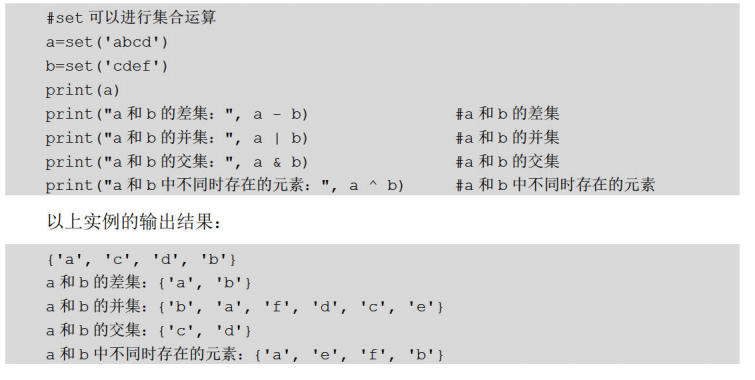 #set 可以进行集合运算
a=set('abcd')
b=set('cdef')
print(a)
print("a 和 b 的差集：", a - b) #a 和 b 的差集
print("a 和 b 的并集：", a | b) #a 和 b 的并集
print("a 和 b 的交集：", a & b) #a 和 b 的交集
print("a 和 b 中不同时存在的元素：", a ^ b) #a 和 b 中不同时存在的元素
以上实例的输出结果：
{'a', 'c', 'd', 'b'}
a 和 b 的差集：{'a', 'b'}
a 和 b 的并集：{'b', 'a', 'f', 'd', 'c', 'e'}
a 和 b 的交集：{'c', 'd'}
a 和 b 中不同时存在的元素：{'a', 'e', 'f', 'b'}